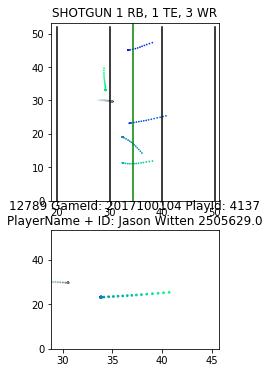 SHOTGUN 1 RB, 1 TE, 3 WR
50
40
30
20
10
0
20 30 40 50
12789 GameId: 2017100104 PlayId: 4137
PlayerName + ID: Jason Witten 2505629.0
40
20
0
30 35 40 45